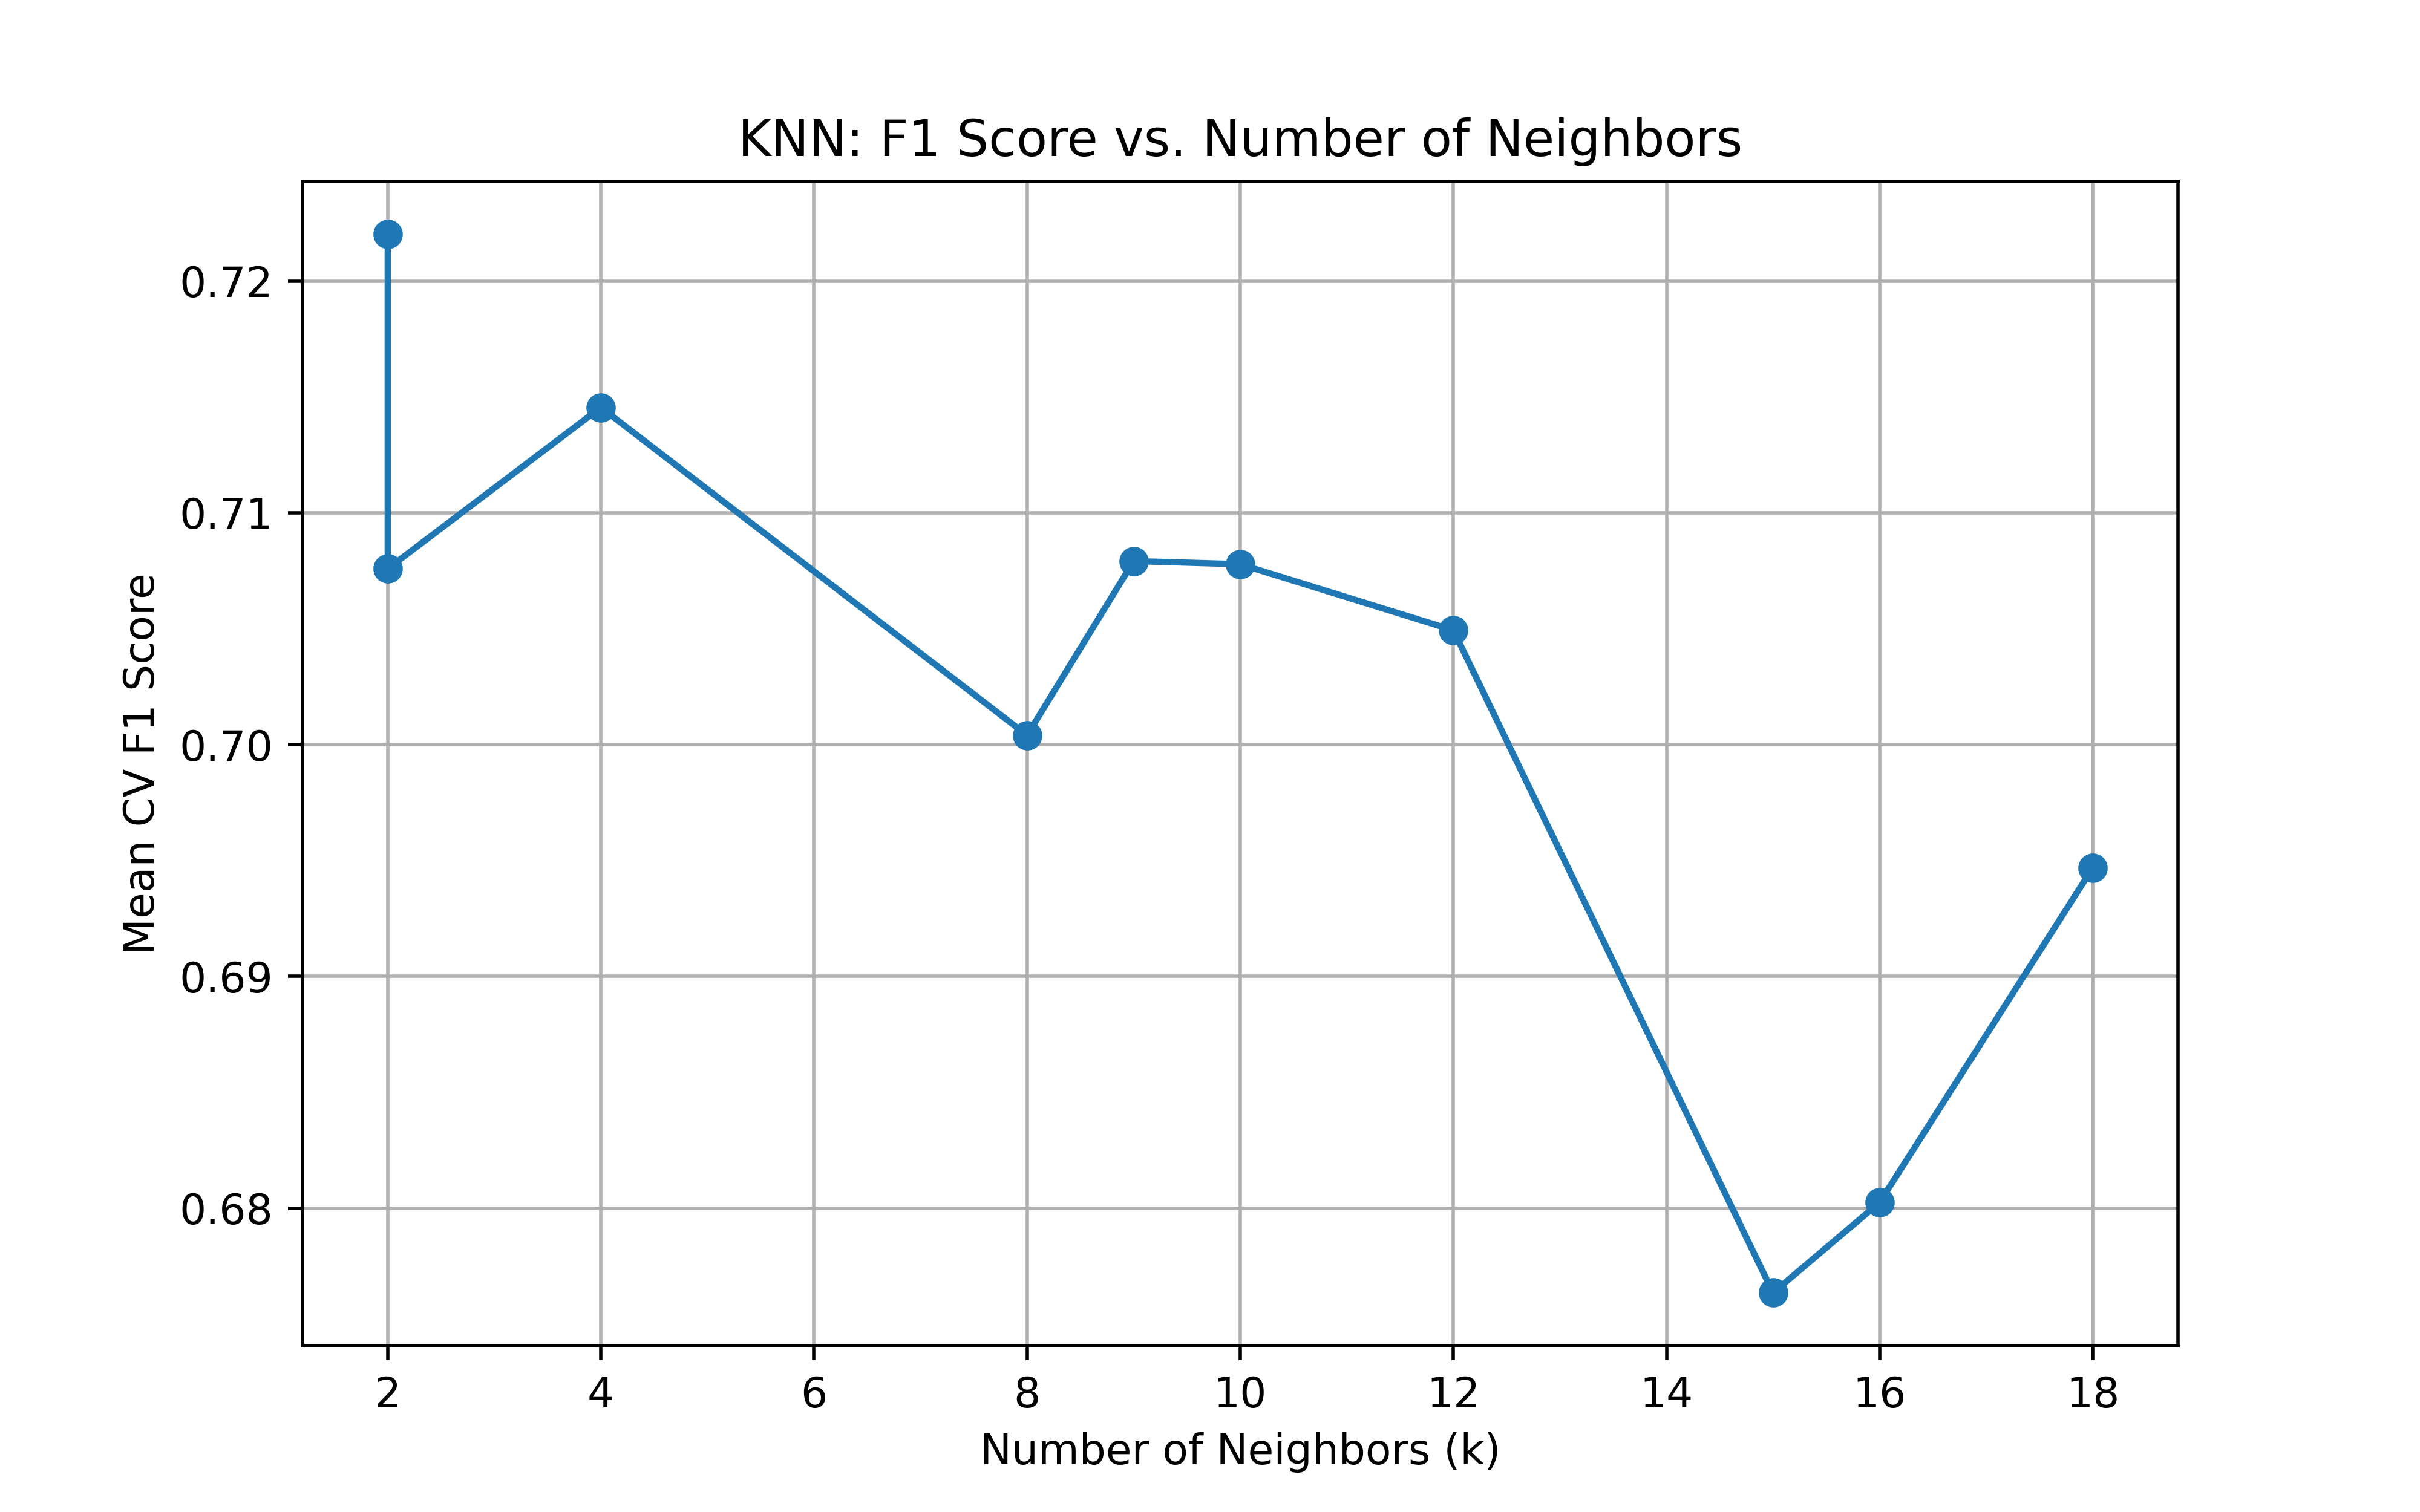 KNN: F1 Score vs. Number of Neighbors
Mean CV F1 Score
0.72
0.71
0.70
0.69
0.68
2 4 6 8 10 12 14 16 18
Number of Neighbors (k)